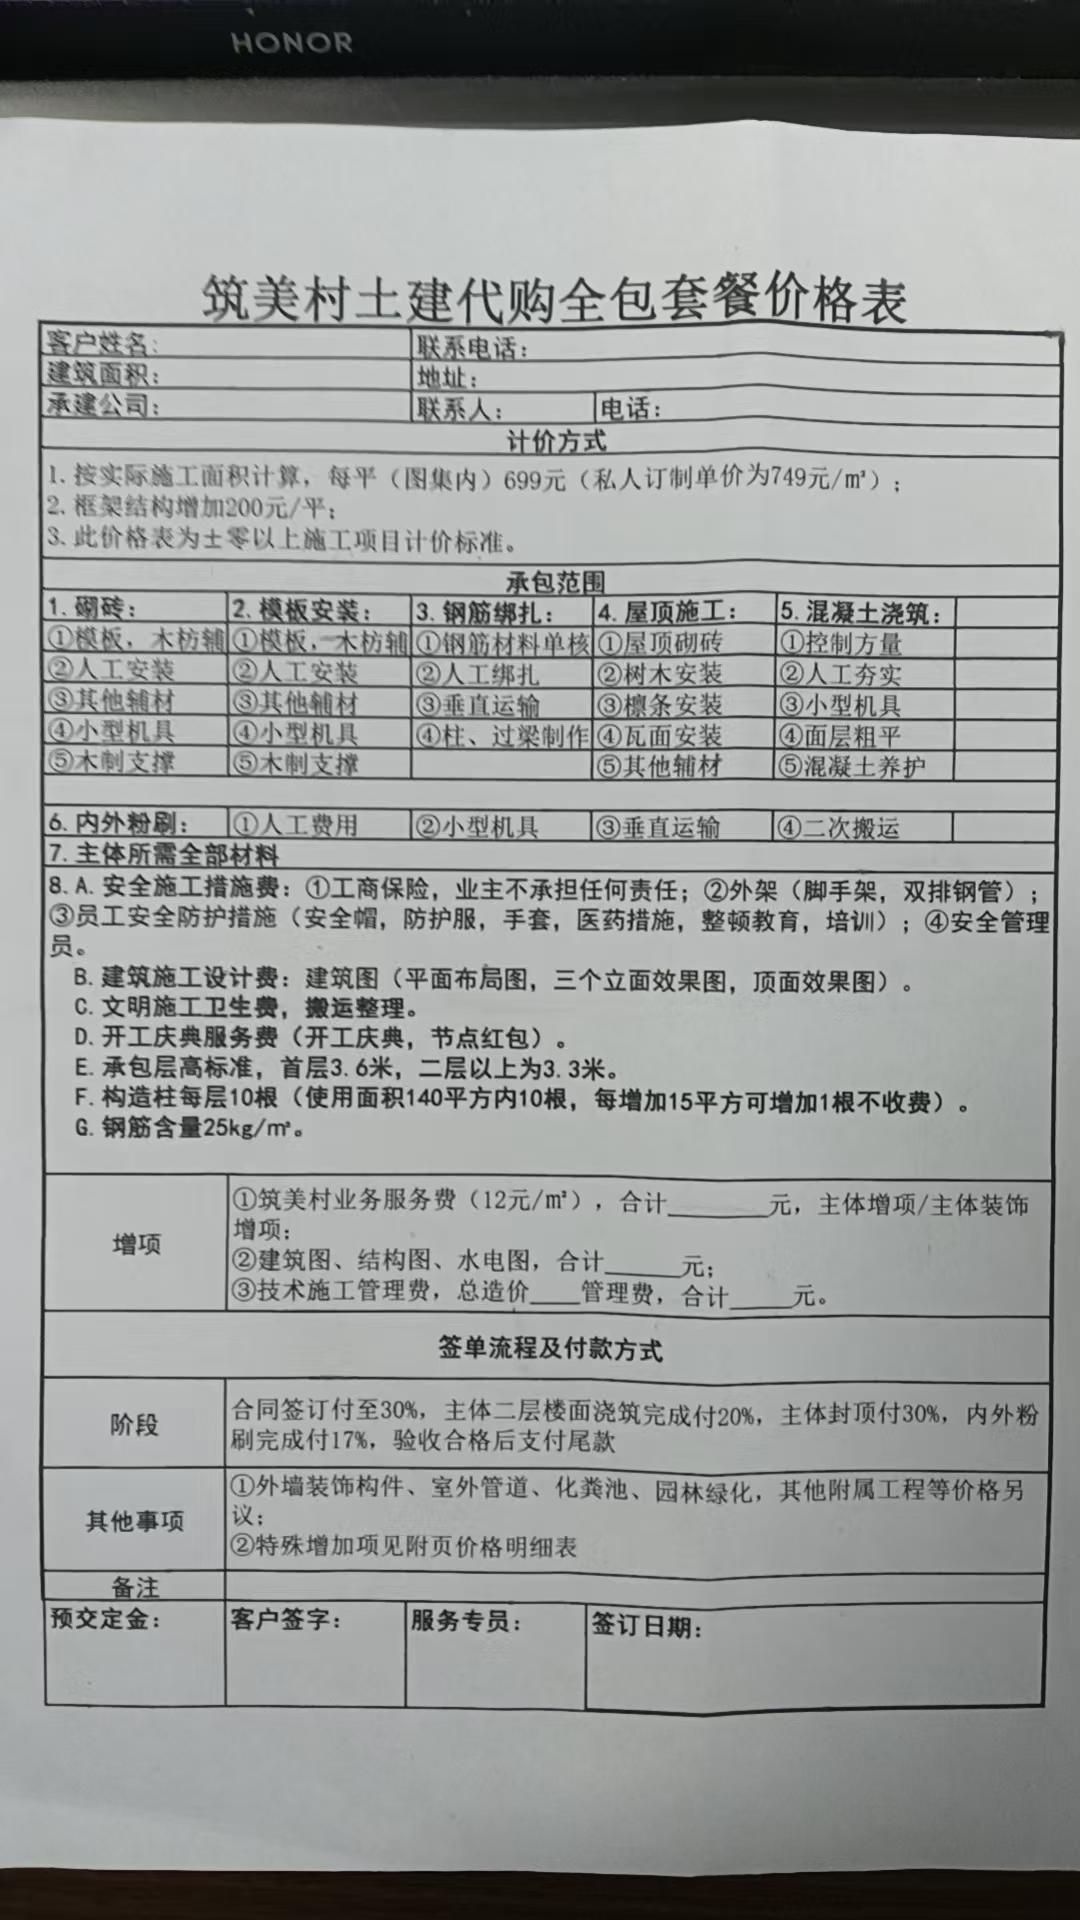 HONOR
筑美村土建代购全包套餐价格表
客户姓名： 联系电话：
建筑面积： 地址：
承建公司： 联系人： 电话：
计价方式
1.按实际施工面积计算，每平（图集内）699元（私人订制单价为749元/㎡）；
2.框架结构增加200元/平；
3.此价格表为±零以上施工项目计价标准。
承包范围
1.砌砖： 2.模板安装： 3.钢筋绑扎： 4.屋顶施工： 5.混凝土浇筑：
①模板，木枋辅 ①模板，木枋辅 ①钢筋材料单核 ①屋顶砌砖 ①控制方量
②人工安装 ②人工安装 ②人工绑扎 ②树木安装 ②人工夯实
③其他辅材 ③其他辅材 ③垂直运输 ③檩条安装 ③小型机具
④小型机具 ④小型机具 ④柱、过梁制作 ④瓦面安装 ④面层粗平
⑤木制支撑 ⑤木制支撑 ⑤其他辅材 ⑤混凝土养护
6.内外粉刷： ①人工费用 ②小型机具 ③垂直运输 ④二次搬运
7.主体所需全部材料
8.A.安全施工措施费：①工商保险，业主不承担任何责任；②外架（脚手架，双排钢管）；
③员工安全防护措施（安全帽，防护服，手套，医药措施，整顿教育，培训）；④安全管理
员。
B.建筑施工设计费：建筑图（平面布局图，三个立面效果图，顶面效果图）。
C.文明施工卫生费，搬运整理。
D.开工庆典服务费（开工庆典，节点红包）。
E.承包层高标准，首层3.6米，二层以上为3.3米。
F.构造柱每层10根（使用面积140平方内10根，每增加15平方可增加1根不收费）。
G.钢筋含量25kg/㎡。
增项
①筑美村业务服务费（12元/㎡），合计________元，主体增项/主体装饰
增项；
②建筑图、结构图、水电图，合计______元；
③技术施工管理费，总造价____管理费，合计_____元。
签单流程及付款方式
阶段
合同签订付至30%，主体二层楼面浇筑完成付20%，主体封顶付30%，内外粉
刷完成付17%，验收合格后支付尾款
其他事项
①外墙装饰构件、室外管道、化粪池、园林绿化，其他附属工程等价格另
议；
②特殊增加项见附页价格明细表
备注
预交定金： 客户签字： 服务专员： 签订日期：